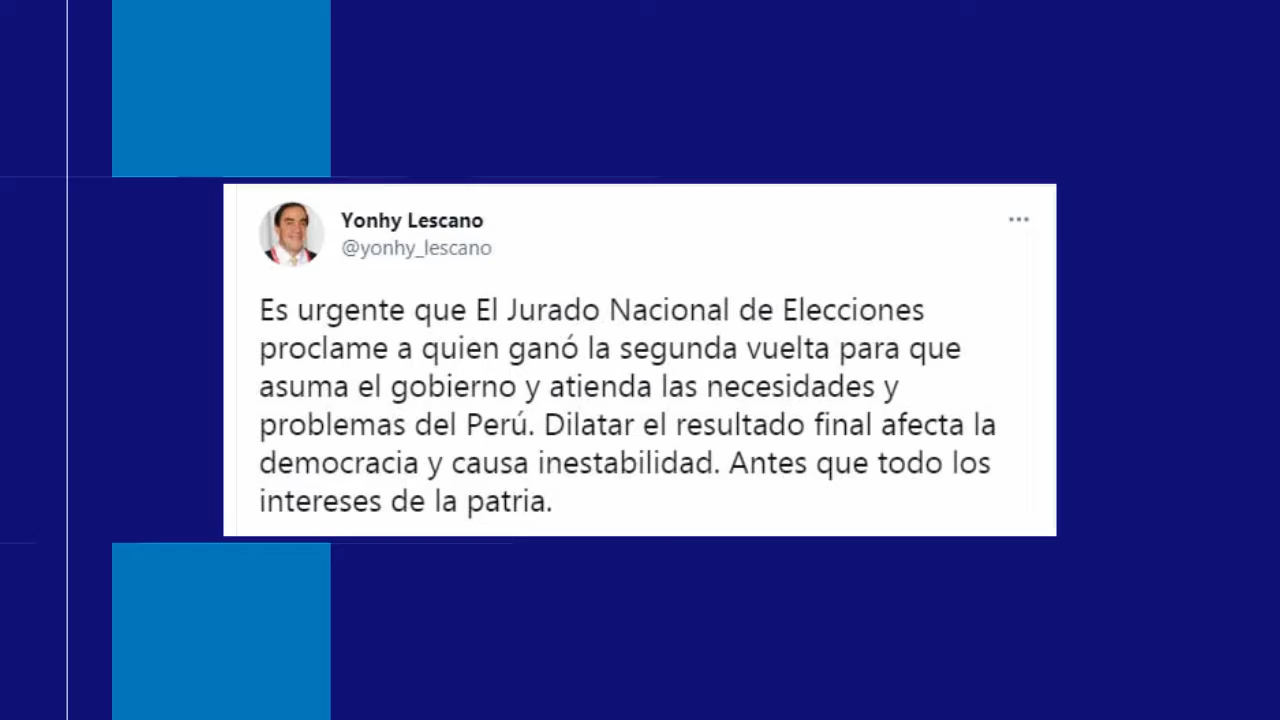 Yonhy Lescano
@yonhy_lescano
Es urgente que El Jurado Nacional de Elecciones
proclame a quien ganó la segunda vuelta para que
asuma el gobierno y atienda las necesidades y
problemas del Perú. Dilatar el resultado final afecta la
democracia y causa inestabilidad. Antes que todo los
intereses de la patria.